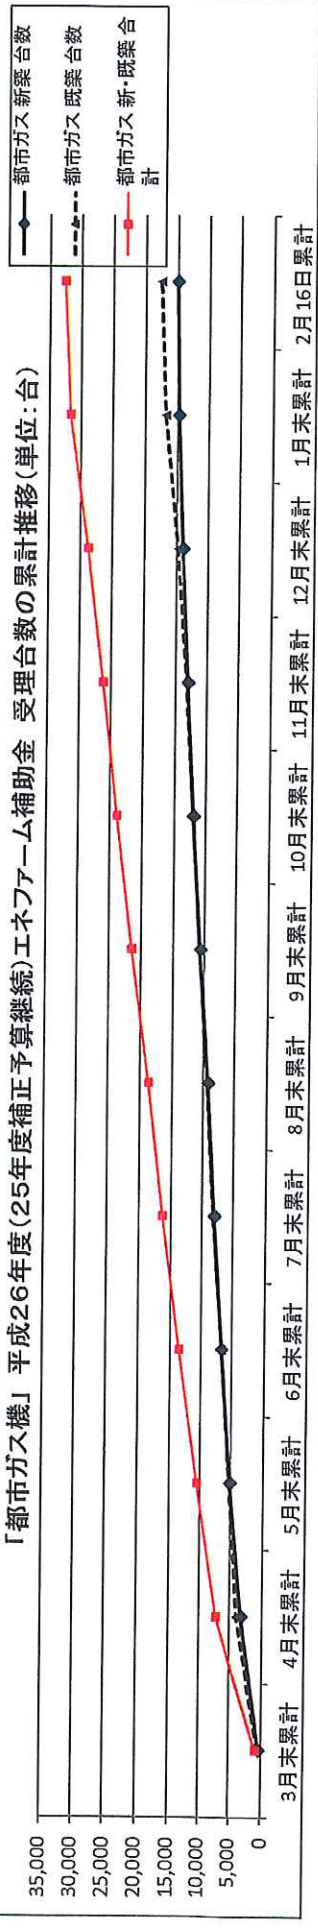 「都市ガス機」 平成26年度(25年度補正予算継続)エネファーム補助金 受理台数の累計推移(単位:台)
都市ガス 新築 台数
都市ガス 既築 台数
都市ガス 新・既築 合
計
35,000
30,000
25,000
20,000
15,000
10,000
5,000
0
3月末累計 4月末累計 5月末累計 6月末累計 7月末累計 8月末累計 9月末累計 10月末累計 11月末累計 12月末累計 1月末累計 2月16日累計